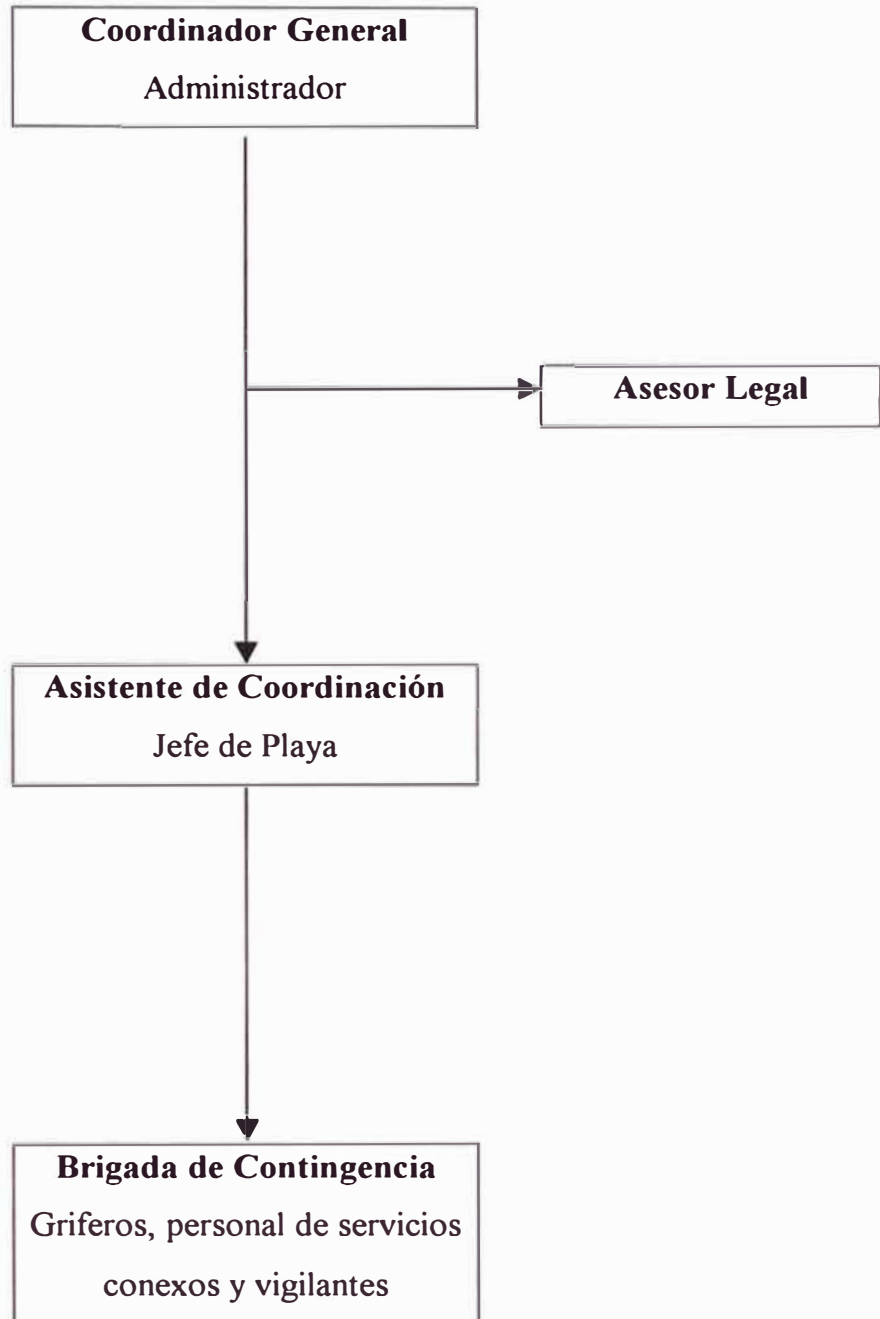 Coordinador General
Administrador
Asesor Legal
Asistente de Coordinación
Jefe de Playa
Brigada de Contingencia
Griferos, personal de servicios
conexos y vigilantes